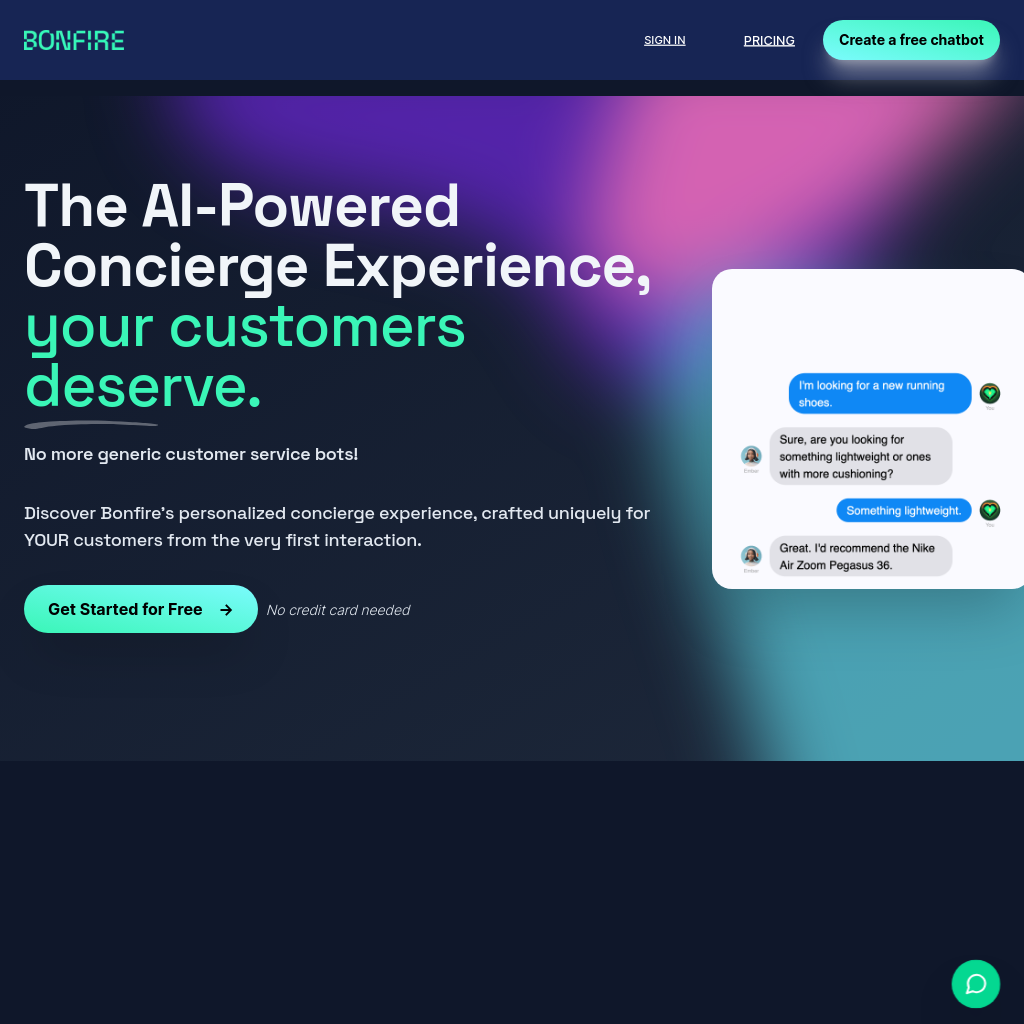 BONFIRE
SIGN IN
PRICING
Create a free chatbot
The AI-Powered
Concierge Experience,
your customers
deserve.
No more generic customer service bots!
Discover Bonfire's personalized concierge experience, crafted uniquely for
YOUR customers from the very first interaction.
Get Started for Free →
No credit card needed
I'm looking for a new running
shoes.
You
Sure, are you looking for
something lightweight or ones
with more cushioning?
Ember
Something lightweight.
You
Great. I'd recommend the Nike
Air Zoom Pegasus 36.
Ember